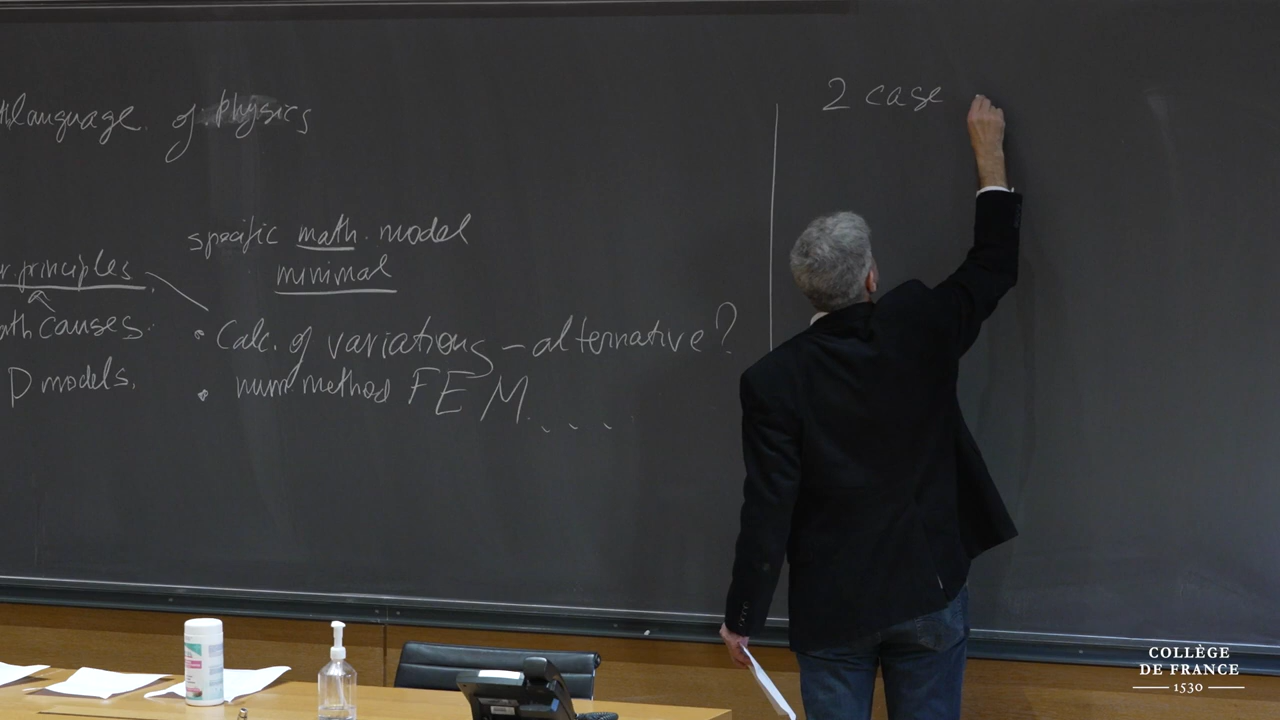 language of physics
specific math. model
minimal
principles
causes
D models.
• Calc. of variations – alternative?
• num method FEM....
2 case
COLLÈGE
DE FRANCE
1530